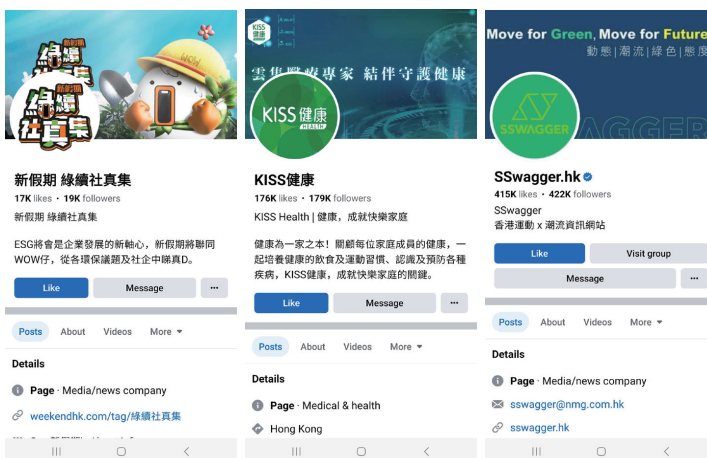 新假期
綠續
社真集
新假期
綠續
社真集
新假期 綠續社真集
17K likes • 19K followers
新假期 綠續社真集
ESG將會是企業發展的新軸心，新假期將聯同
WOW仔，從各環保議題及社企中睇真D。
Like
Message
Posts
About
Videos
More
Details
Page · Media/news company
weekendhk.com/tag/綠續社真集
KISS
健康
雲集醫療專家 結伴守護健康
KISS健康
HEALTH
KISS健康
176K likes • 179K followers
KISS Health | 健康，成就快樂家庭
健康為一家之本！關顧每位家庭成員的健康，一
起培養健康的飲食及運動習慣、認識及預防各種
疾病，KISS健康，成就快樂家庭的關鍵。
Like
Message
Posts
About
Videos
More
Details
Page · Medical & health
Hong Kong
Move for Green, Move for Future
動態|潮流|綠色|態度
SSWAGGER
AGGER
SSwagger.hk
415K likes • 422K followers
SSwagger
香港運動 x 潮流資訊網站
Like
Visit group
Message
Posts
About
Videos
More
Details
Page · Media/news company
sswagger@nmg.com.hk
sswagger.hk